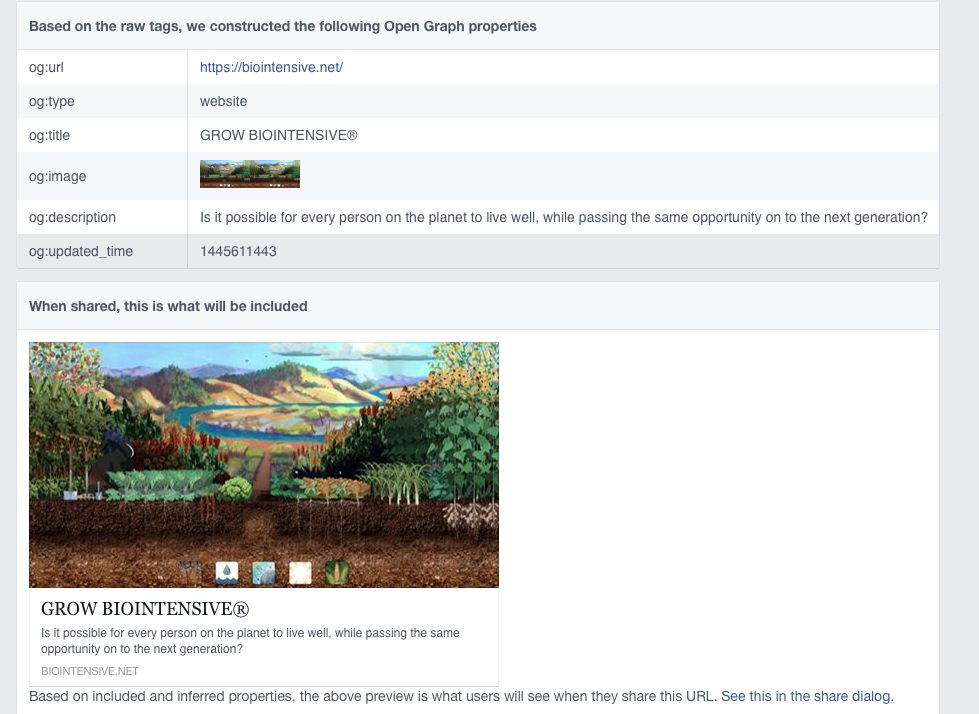 Based on the raw tags, we constructed the following Open Graph properties
og:url https://biointensive.net/
og:type website
og:title GROW BIOINTENSIVE®
og:image
og:description Is it possible for every person on the planet to live well, while passing the same opportunity on to the next generation?
og:updated_time 1445611443
When shared, this is what will be included
GROW BIOINTENSIVE®
Is it possible for every person on the planet to live well, while passing the same
opportunity on to the next generation?
BIOINTENSIVE.NET
Based on included and inferred properties, the above preview is what users will see when they share this URL. See this in the share dialog.